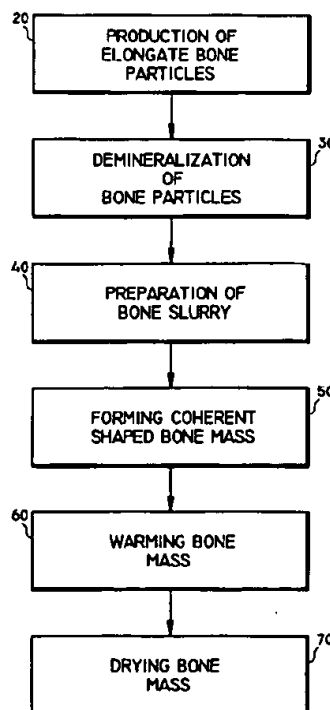 20
PRODUCTION OF
ELONGATE BONE
PARTICLES
30
DEMINERALIZATION
OF
BONE PARTICLES
40
PREPARATION OF
BONE SLURRY
50
FORMING COHERENT
SHAPED BONE MASS
60
WARMING BONE
MASS
70
DRYING BONE
MASS